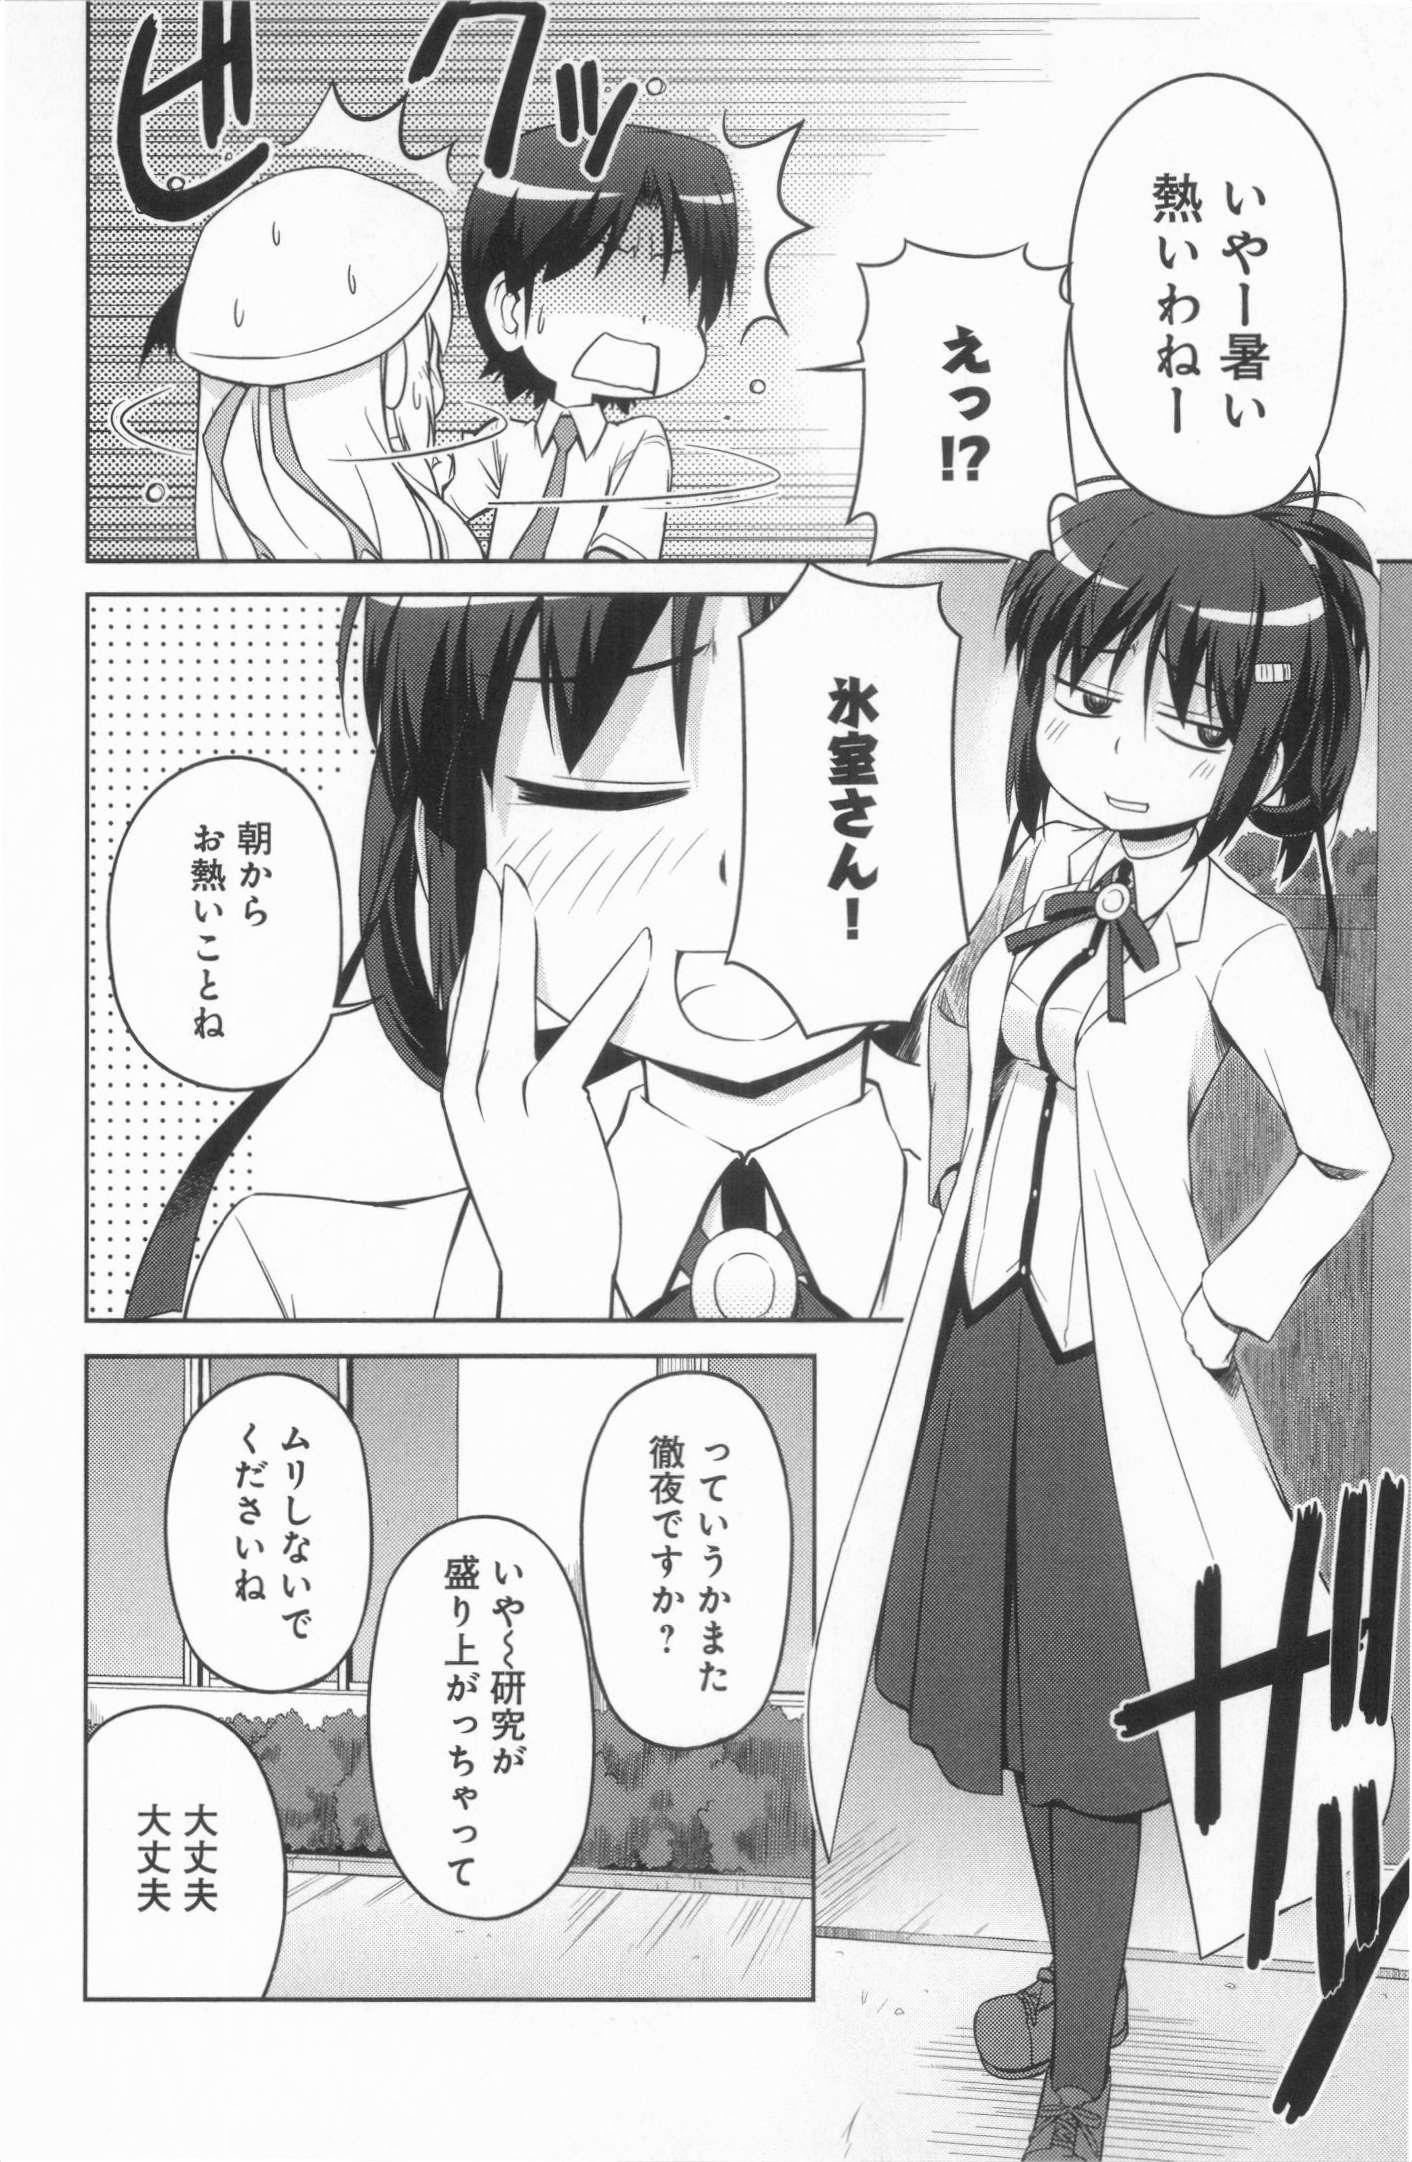 いやー暑い
熱いわねー
えっ!?
ビクッ
氷室さん!
ザッ
朝から
お熱いことね
っていうかまた
徹夜ですか?
いや〜研究が
盛り上がっちゃって
ムリしないで
くださいね
大丈夫
大丈夫